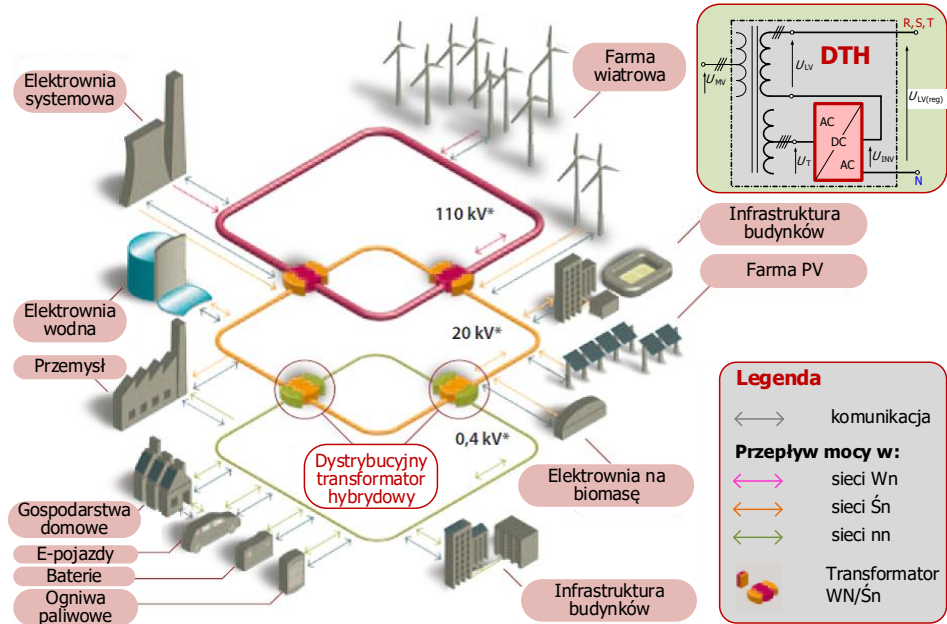 Elektrownia
systemowa
Farma
wiatrowa
DTH
R,S,T
U_MV
U_LV
U_LV(reg)
AC
DC
AC
U_T
U_INV
N
110 kV*
Infrastruktura
budynków
Farma PV
Elektrownia
wodna
20 kV*
Przemysł
0,4 kV*
Dystrybucyjny
transformator
hybrydowy
Elektrownia na
biomasę
Gospodarstwa
domowe
E-pojazdy
Baterie
Ogniwa
paliwowe
Infrastruktura
budynków
Legenda
komunikacja
Przepływ mocy w:
sieci Wn
sieci Śn
sieci nn
Transformator
WN/Śn